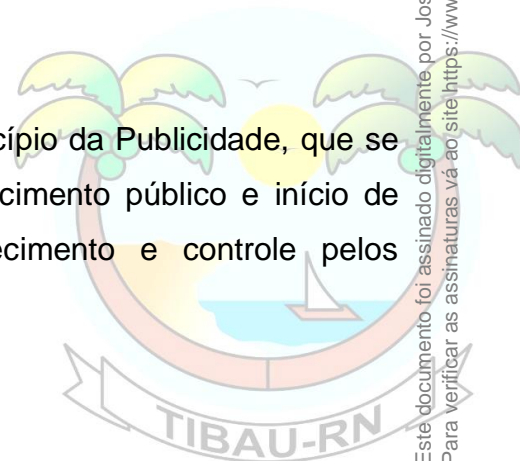 cípio da Publicidade, que se
cimento público e início de
ecimento e controle pelos
TIBAU-RN
Este documento foi assinado digitalmente por Jos
Para verificar as assinaturas vá ao site https://ww